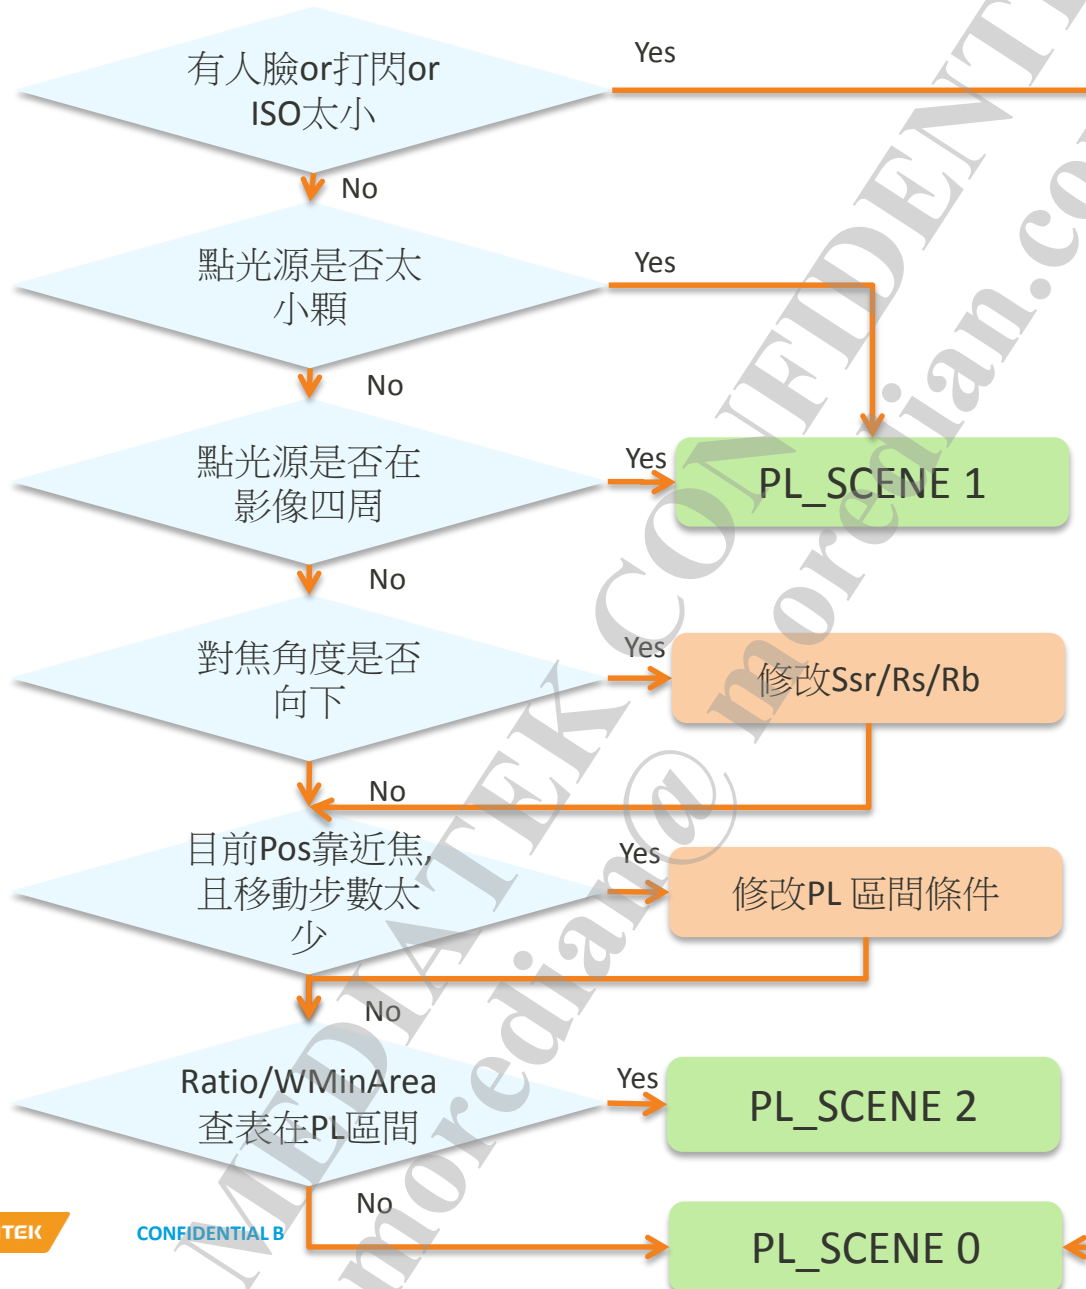 有人臉or打閃or
ISO太小
Yes
No
點光源是否太
小顆
Yes
No
點光源是否在
影像四周
Yes
PL_SCENE 1
No
對焦角度是否
向下
Yes
修改Ssr/Rs/Rb
No
目前Pos靠近焦,
且移動步數太
少
Yes
修改PL 區間條件
No
Ratio/WMinArea
查表在PL區間
Yes
PL_SCENE 2
No
PL_SCENE 0
TEK
CONFIDENTIAL B
MEDIATEK CONFIDENT
moredian@ moredian.co